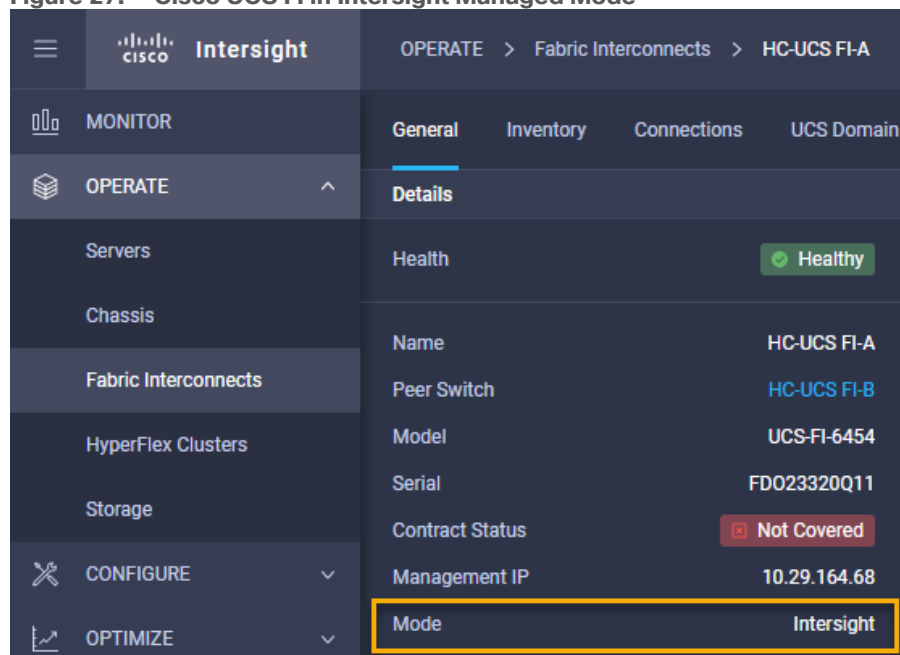 Figure 27. Cisco UCS FI in Intersight Managed Mode
CISCO Intersight
OPERATE > Fabric Interconnects > HC-UCS FI-A
MONITOR
General Inventory Connections UCS Domain
OPERATE
Details
Servers
Health Healthy
Chassis
Name HC-UCS FI-A
Fabric Interconnects
Peer Switch HC-UCS FI-B
HyperFlex Clusters
Model UCS-FI-6454
Serial FDO23320Q11
Storage
Contract Status Not Covered
CONFIGURE
Management IP 10.29.164.68
Mode Intersight
OPTIMIZE